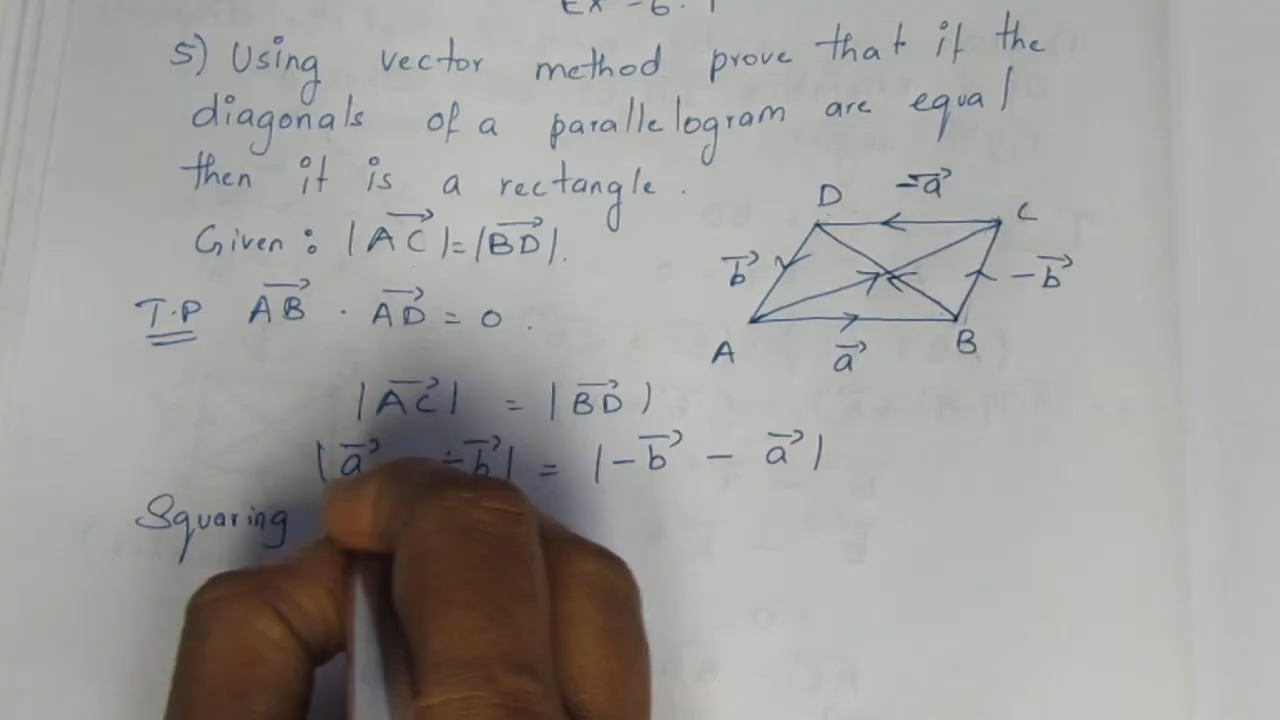 Ex - 6.1
5) Using vector method prove that if the
diagonals of a parallelogram are equal
then it is a rectangle.
Given : |AC→| = |BD→|.
T.P AB→ · AD→ = 0.
D -a→ C
b→ -b→
A a→ B
|AC→| = |BD→|
|a→ + b→| = |-b→ - a→|
Squaring